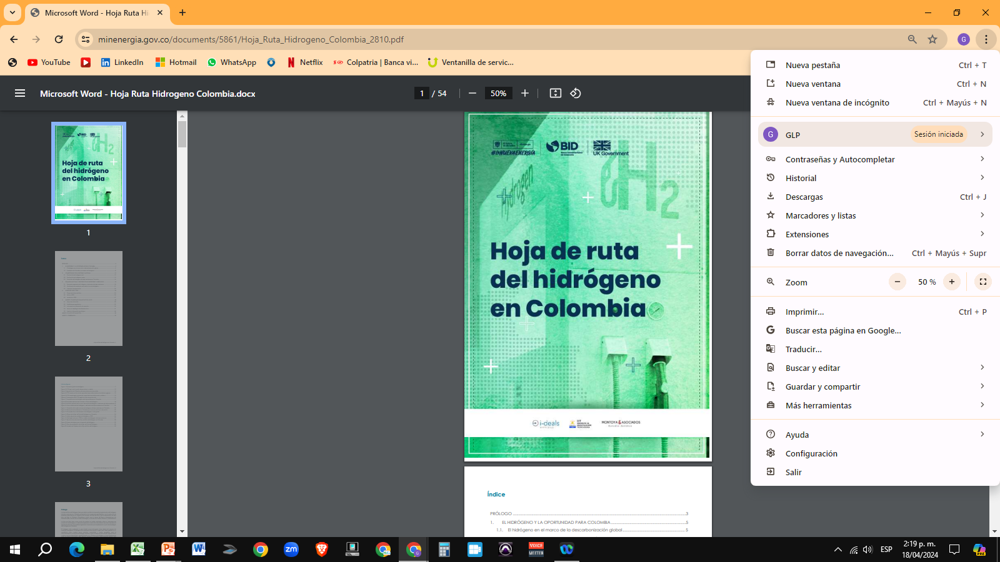 Microsoft Word - Hoja Ruta Hi
minenergia.gov.co/documents/5861/Hoja_Ruta_Hidrogeno_Colombia_2810.pdf
G
YouTube
LinkedIn
Hotmail
WhatsApp
Netflix
Colpatria | Banca vi...
Ventanilla de servic...
Microsoft Word - Hoja Ruta Hidrogeno Colombia.docx
1 / 54
50%
Nueva pestaña Ctrl + T
Nueva ventana Ctrl + N
Nueva ventana de incógnito Ctrl + Mayús + N
G GLP Sesión iniciada
Contraseñas y Autocompletar
Historial
Descargas Ctrl + J
Marcadores y listas
Extensiones
Borrar datos de navegación... Ctrl + Mayús + Supr
Zoom 50 %
Imprimir... Ctrl + P
Buscar esta página en Google...
Traducir...
Buscar y editar
Guardar y compartir
Más herramientas
Ayuda
Configuración
Salir
Hoja de ruta
del hidrógeno
en Colombia
1
2
3
BID
UK Government
Hidrogen
H2
Hoja de ruta
del hidrógeno
en Colombia
i-deals
MONTOYA & ASOCIADOS
Índice
PRÓLOGO 3
1. EL HIDRÓGENO Y LA OPORTUNIDAD PARA COLOMBIA 5
1.1. El hidrógeno en el marco de la descarbonización global 5
zm
VOICE
MEETER
ESP
2:19 p. m.
18/04/2024
PRE